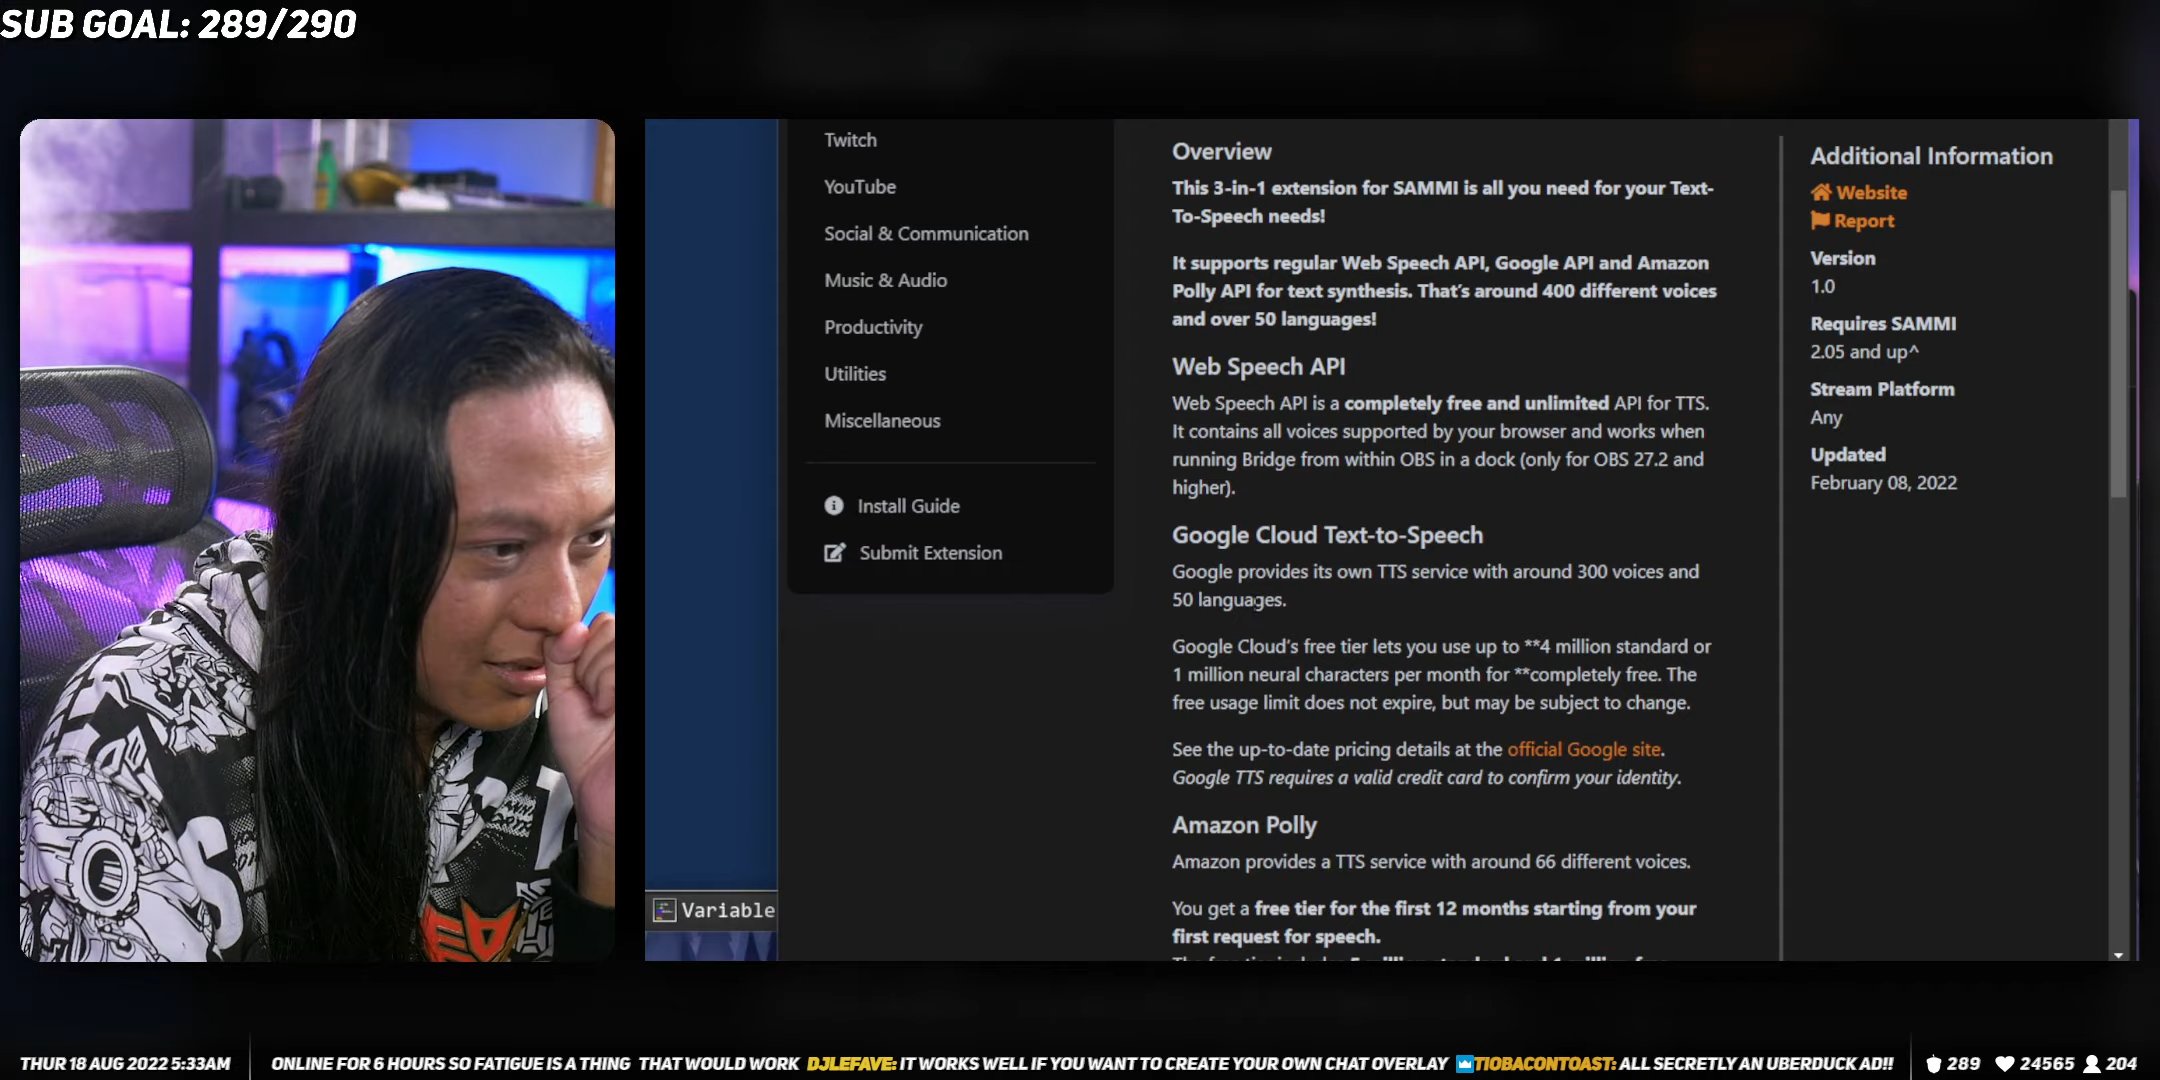 SUB GOAL: 289/290
Twitch
YouTube
Social & Communication
Music & Audio
Productivity
Utilities
Miscellaneous
Install Guide
Submit Extension
Variable
Overview
This 3-in-1 extension for SAMMI is all you need for your Text-
To-Speech needs!
It supports regular Web Speech API, Google API and Amazon
Polly API for text synthesis. That's around 400 different voices
and over 50 languages!
Web Speech API
Web Speech API is a completely free and unlimited API for TTS.
It contains all voices supported by your browser and works when
running Bridge from within OBS in a dock (only for OBS 27.2 and
higher).
Google Cloud Text-to-Speech
Google provides its own TTS service with around 300 voices and
50 languages.
Google Cloud's free tier lets you use up to **4 million standard or
1 million neural characters per month for **completely free. The
free usage limit does not expire, but may be subject to change.
See the up-to-date pricing details at the official Google site.
Google TTS requires a valid credit card to confirm your identity.
Amazon Polly
Amazon provides a TTS service with around 66 different voices.
You get a free tier for the first 12 months starting from your
first request for speech.
Additional Information
Website
Report
Version
1.0
Requires SAMMI
2.05 and up^
Stream Platform
Any
Updated
February 08, 2022
THUR 18 AUG 2022 5:33AM
ONLINE FOR 6 HOURS SO FATIGUE IS A THING THAT WOULD WORK DJLEFAVE: IT WORKS WELL IF YOU WANT TO CREATE YOUR OWN CHAT OVERLAY TIOBACONTOAST: ALL SECRETLY AN UBERDUCK AD!!
289 24565 204